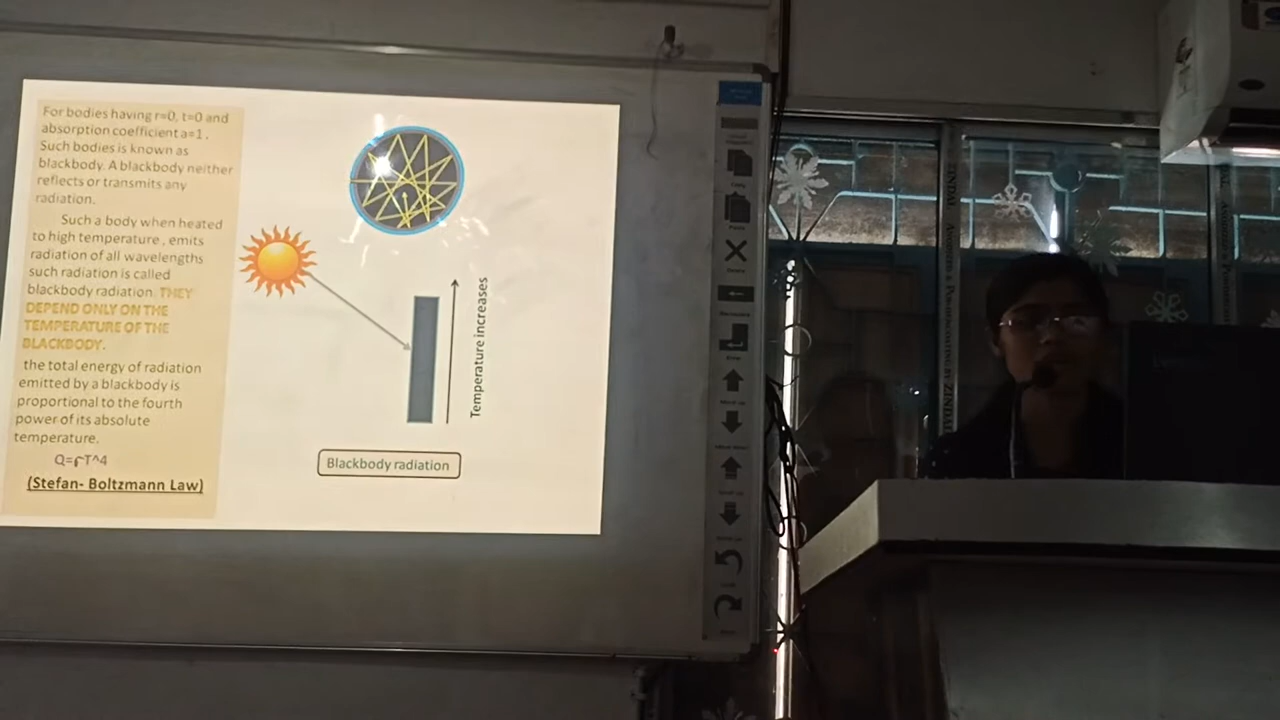 For bodies having r=0, t=0 and
absorption coefficient a=1.
Such bodies is known as
blackbody. A blackbody neither
reflects or transmits any
radiation.
Such a body when heated
to high temperature, emits
radiation of all wavelengths
such radiation is called
blackbody radiation. THEY
DEPEND ONLY ON THE
TEMPERATURE OF THE
BLACKBODY.
the total energy of radiation
emitted by a blackbody is
proportional to the fourth
power of its absolute
temperature.
Q=σT^4
(Stefan- Boltzmann Law)
Temperature increases
Blackbody radiation